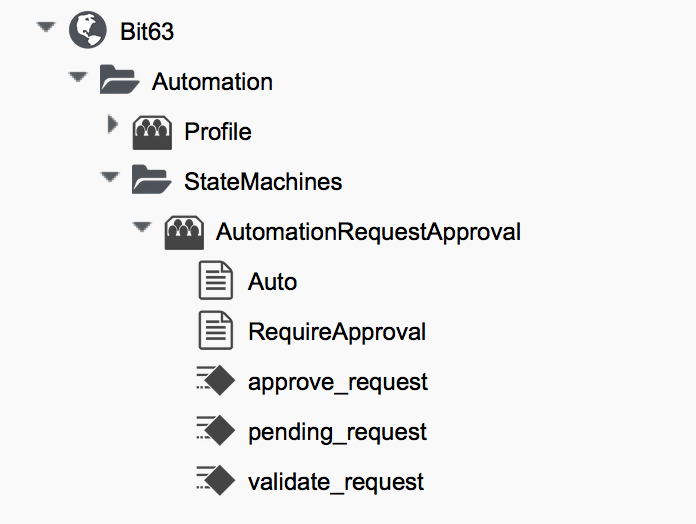 Bit63
Automation
Profile
StateMachines
AutomationRequestApproval
Auto
RequireApproval
approve_request
pending_request
validate_request